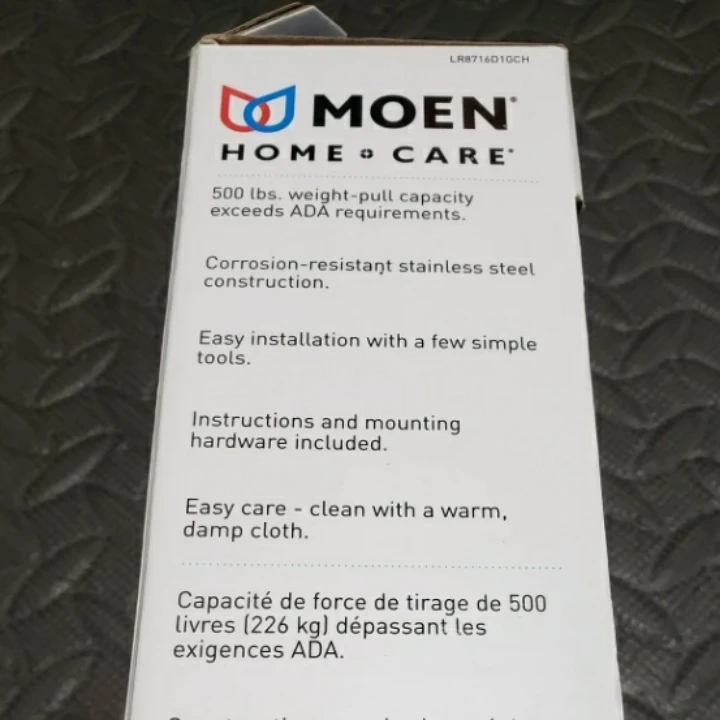 LR8716D1GCH
MOEN®
HOME CARE®
500 lbs. weight-pull capacity
exceeds ADA requirements.
Corrosion-resistant stainless steel
construction.
Easy installation with a few simple
tools.
Instructions and mounting
hardware included.
Easy care - clean with a warm,
damp cloth.
Capacité de force de tirage de 500
livres (226 kg) dépassant les
exigences ADA.